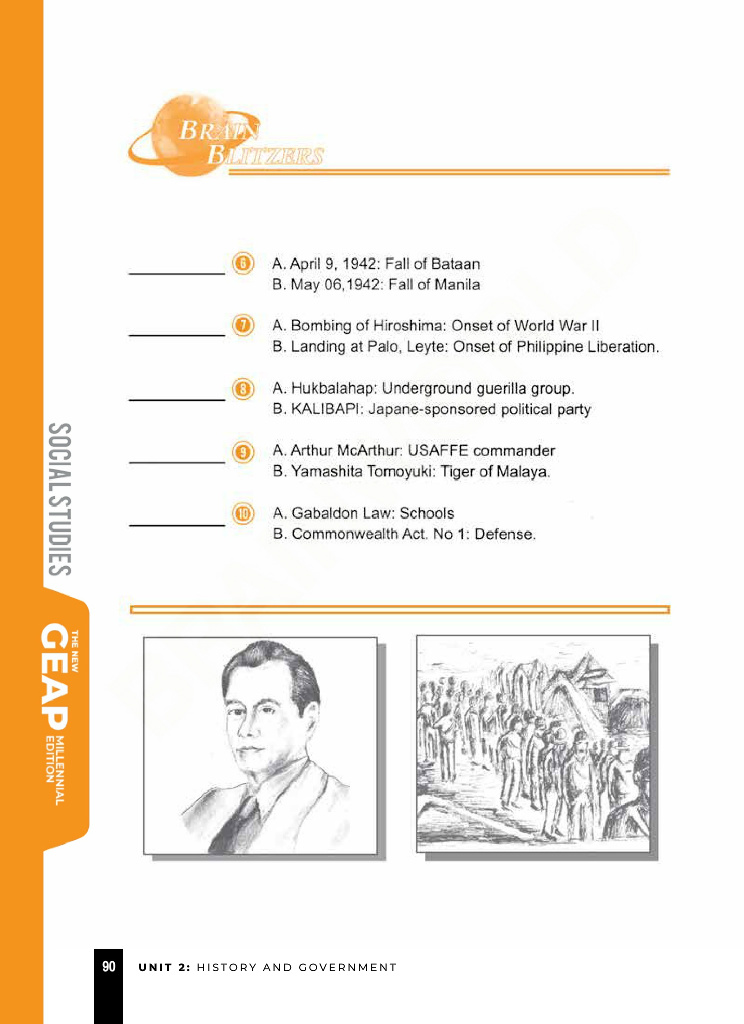 BRAIN
BLITZERS
6 A. April 9, 1942: Fall of Bataan
B. May 06,1942: Fall of Manila
7 A. Bombing of Hiroshima: Onset of World War II
B. Landing at Palo, Leyte: Onset of Philippine Liberation.
8 A. Hukbalahap: Underground guerilla group.
B. KALIBAPI: Japane-sponsored political party
9 A. Arthur McArthur: USAFFE commander
B. Yamashita Tomoyuki: Tiger of Malaya.
10 A. Gabaldon Law: Schools
B. Commonwealth Act. No 1: Defense.
SOCIAL STUDIES
THE NEW
GEAP
MILLENNIAL
EDITION
90 UNIT 2: HISTORY AND GOVERNMENT